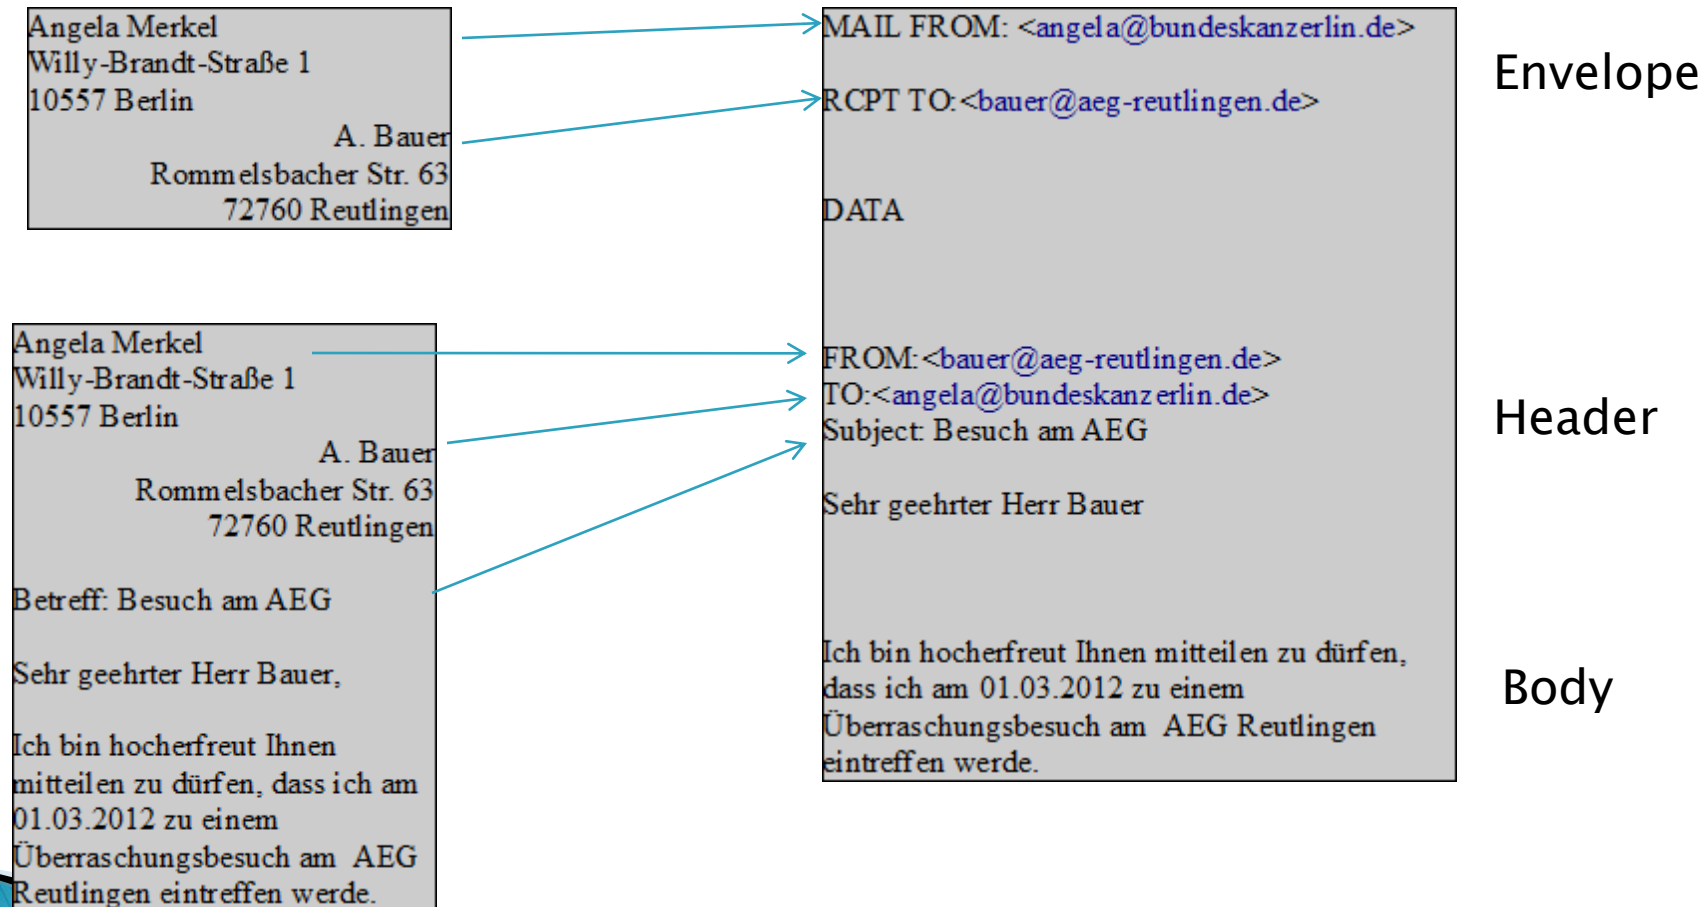 Angela Merkel
Willy-Brandt-Straße 1
10557 Berlin
A. Bauer
Rommelsbacher Str. 63
72760 Reutlingen
Angela Merkel
Willy-Brandt-Straße 1
10557 Berlin
A. Bauer
Rommelsbacher Str. 63
72760 Reutlingen
Betreff: Besuch am AEG
Sehr geehrter Herr Bauer,
Ich bin hocherfreut Ihnen
mitteilen zu dürfen, dass ich am
01.03.2012 zu einem
Überraschungsbesuch am AEG
Reutlingen eintreffen werde.
MAIL FROM: <angela@bundeskanzerlin.de>
RCPT TO:<bauer@aeg-reutlingen.de>
DATA
FROM:<bauer@aeg-reutlingen.de>
TO:<angela@bundeskanzerlin.de>
Subject: Besuch am AEG
Sehr geehrter Herr Bauer
Ich bin hocherfreut Ihnen mitteilen zu dürfen,
dass ich am 01.03.2012 zu einem
Überraschungsbesuch am AEG Reutlingen
eintreffen werde.
Envelope
Header
Body